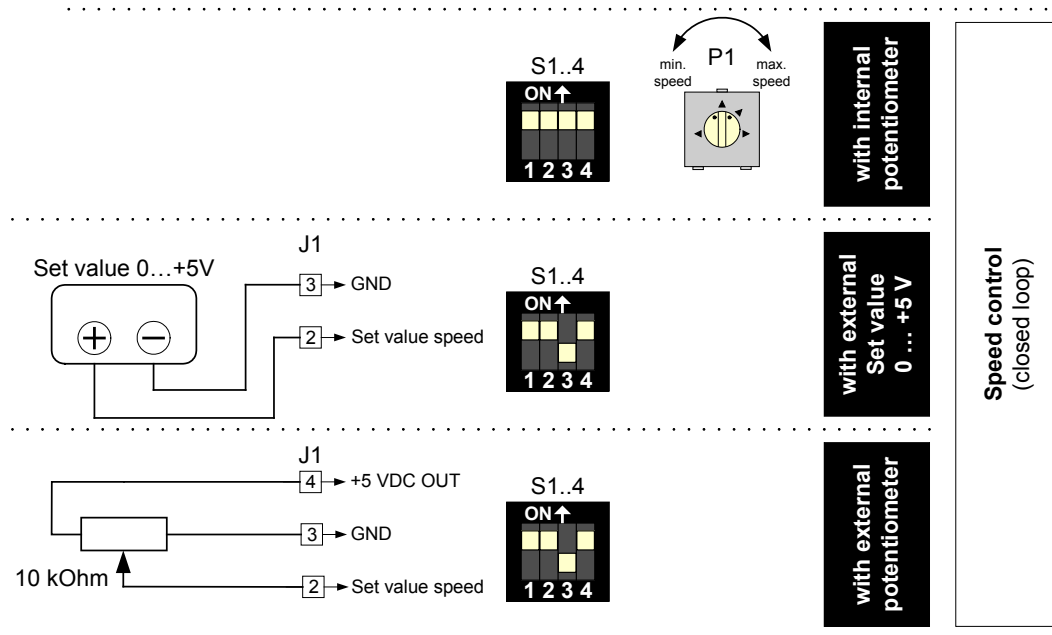 S1..4
ON
1 2 3 4
P1
min.
speed
max.
speed
with internal
potentiometer
Set value 0…+5V
J1
3
GND
2
Set value speed
S1..4
ON
1 2 3 4
with external
Set value
0 … +5 V
J1
4
+5 VDC OUT
3
GND
10 kOhm
2
Set value speed
S1..4
ON
1 2 3 4
with external
potentiometer
Speed control
(closed loop)